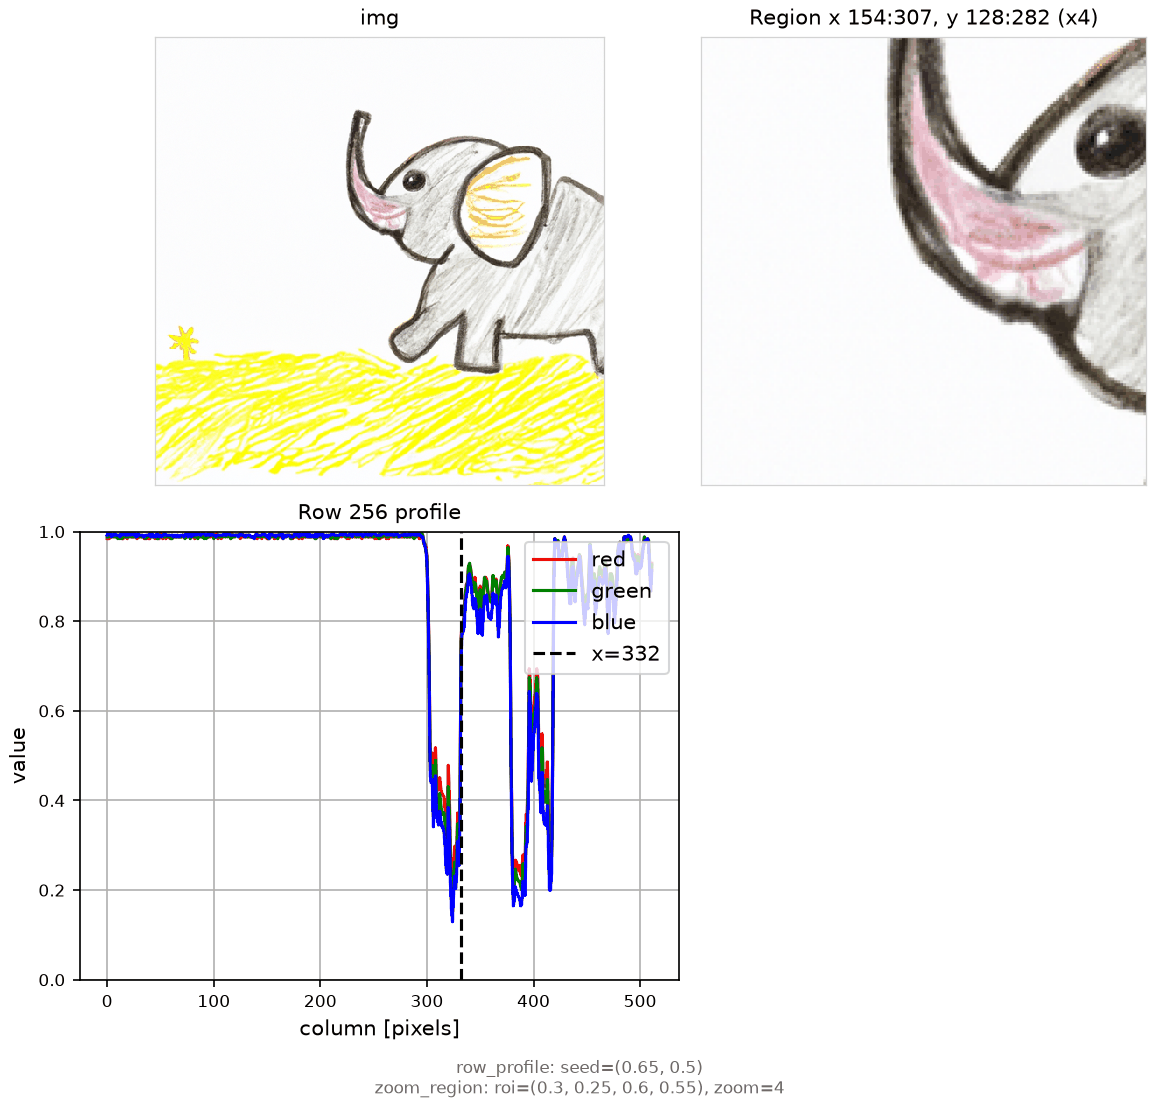 img
Region x 154:307, y 128:282 (x4)
Row 256 profile
1.0
0.8
0.6
0.4
0.2
0.0
value
red
green
blue
x=332
0 100 200 300 400 500
column [pixels]
row_profile: seed=(0.65, 0.5)
zoom_region: roi=(0.3, 0.25, 0.6, 0.55), zoom=4